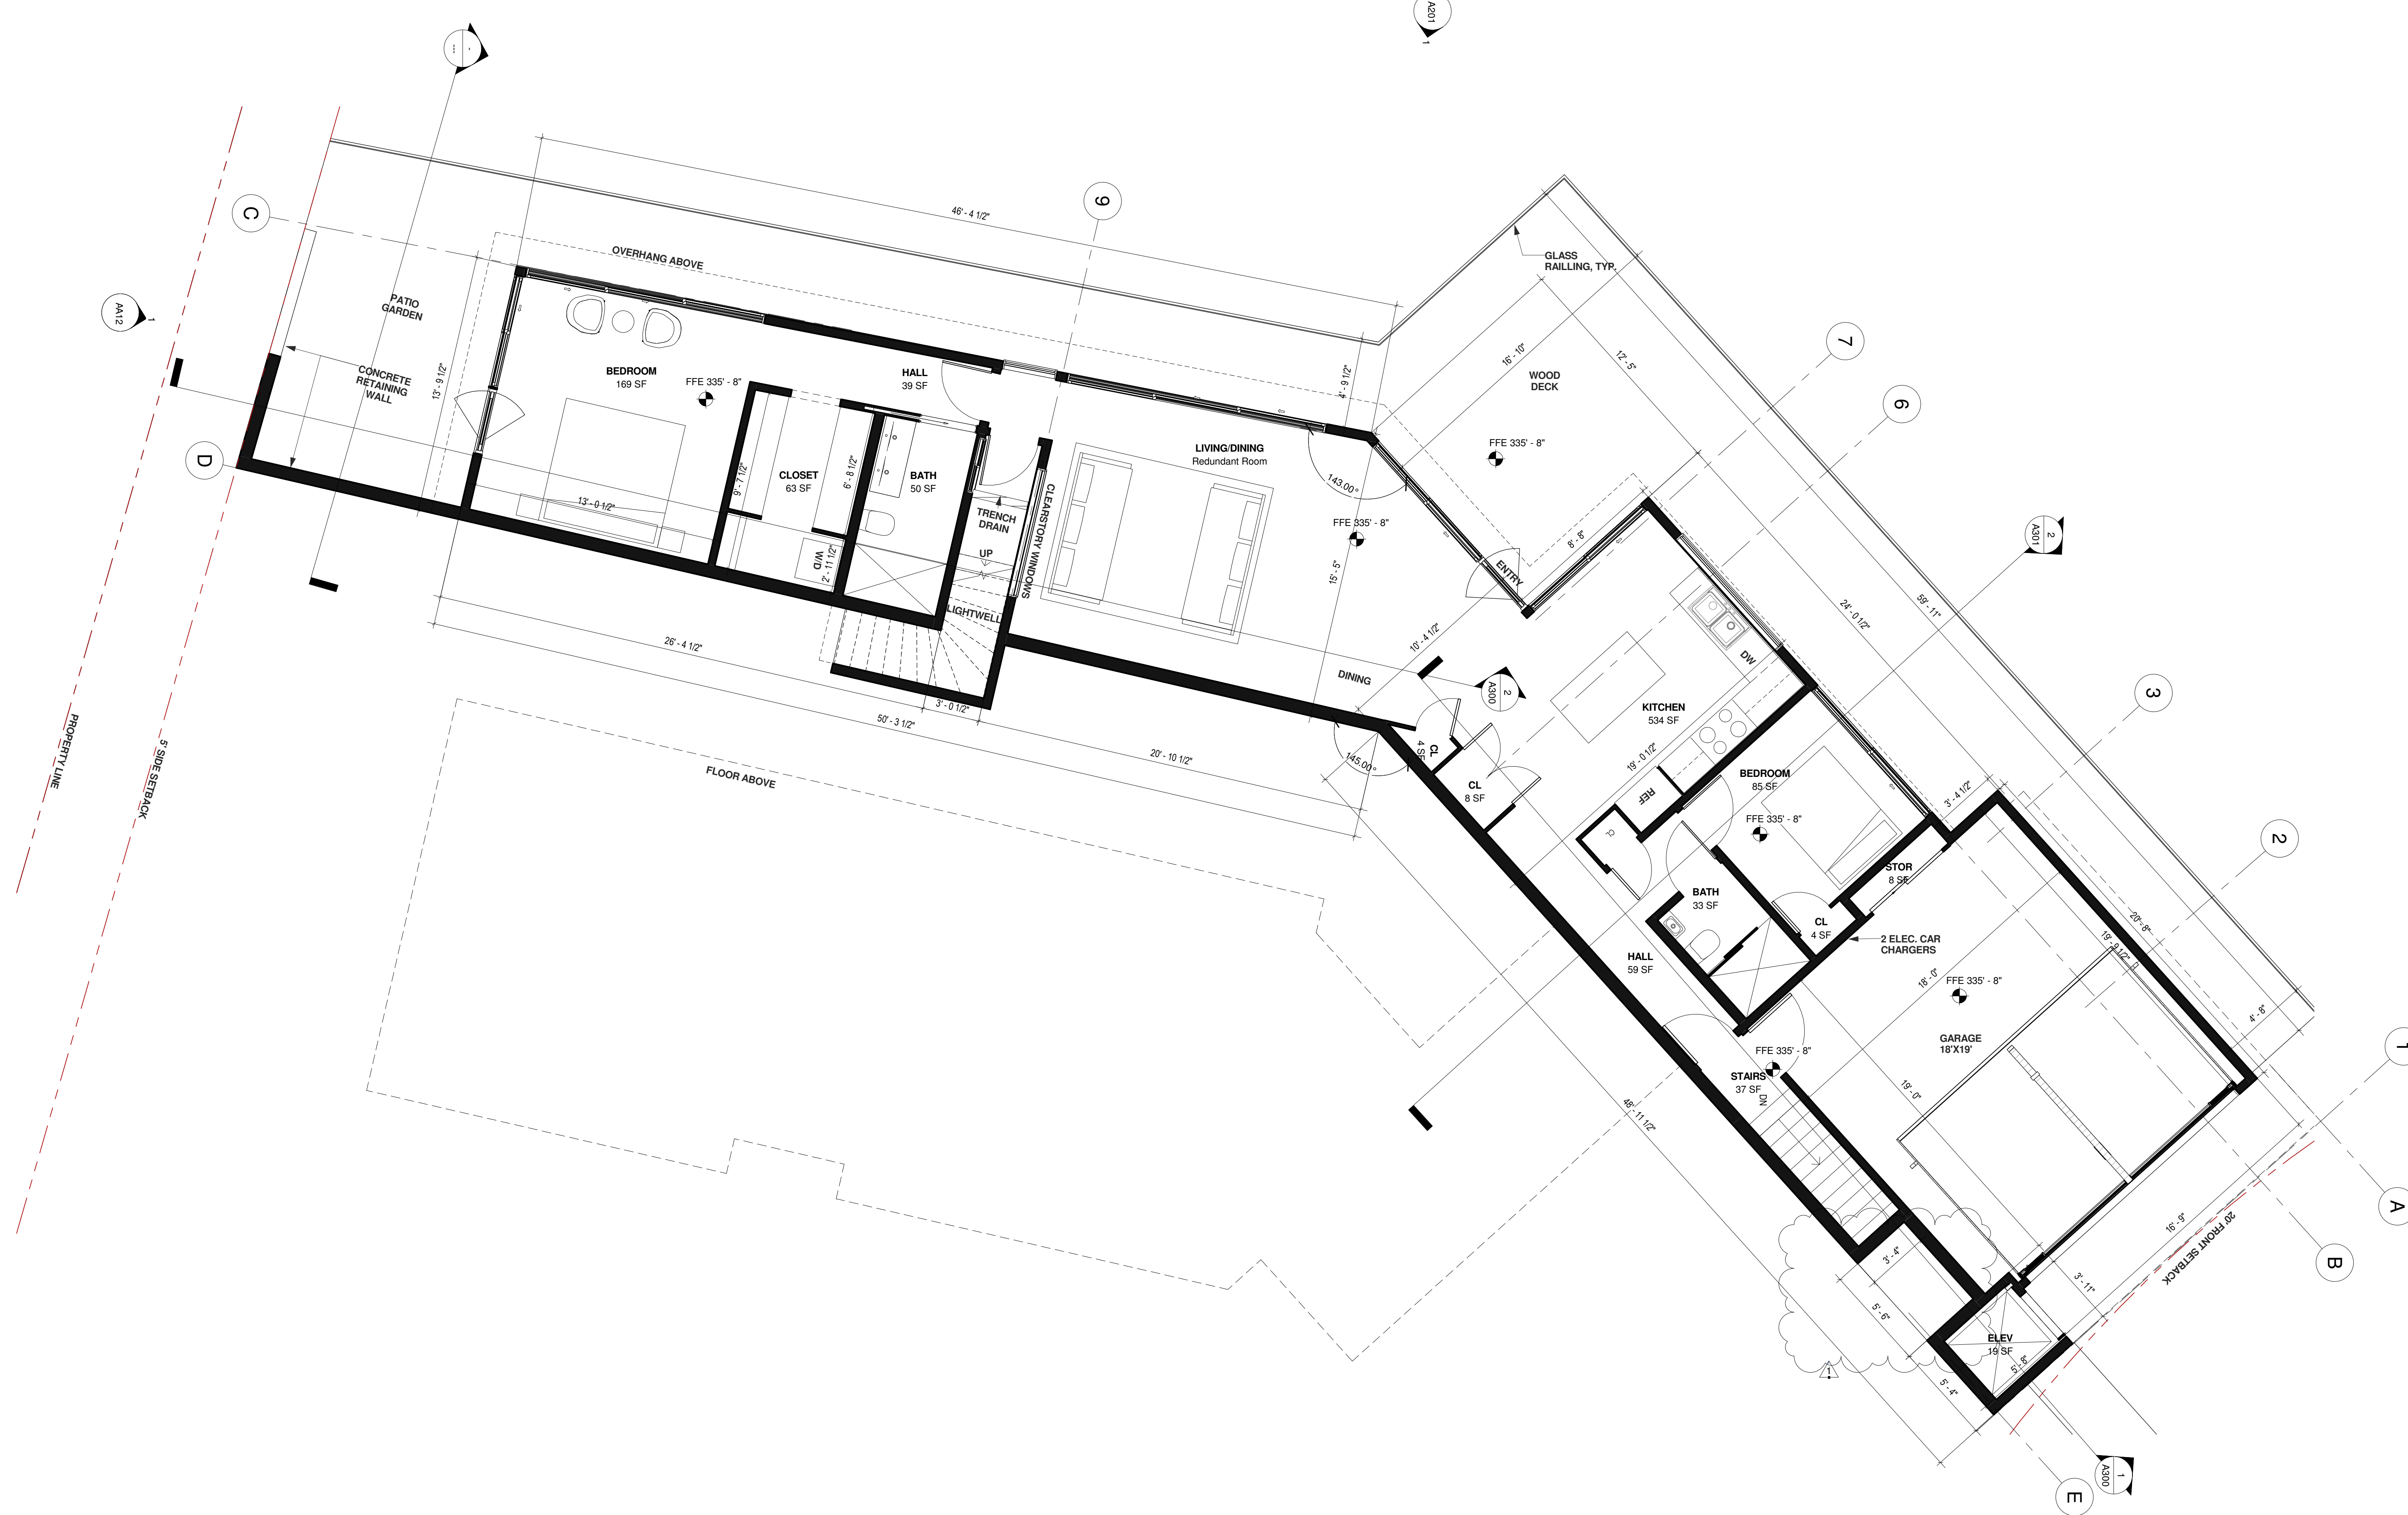 A201
1
-
---
C
46' - 4 1/2"
9
GLASS
RAILLING, TYP.
OVERHANG ABOVE
PATIO
GARDEN
AA12
1
7
16' - 10"
12' - 5"
WOOD
DECK
CONCRETE
RETAINING
WALL
13' - 9 1/2"
BEDROOM
169 SF
FFE 335' - 8"
HALL
39 SF
4' - 9 1/2"
6
D
FFE 335' - 8"
LIVING/DINING
Redundant Room
143.00°
CLOSET
63 SF
9' - 7 1/2"
6' - 8 1/2"
BATH
50 SF
13' - 0 1/2"
TRENCH
DRAIN
CLEARSTORY WINDOWS
FFE 335' - 8"
8' - 8"
2
A301
UP
W/D
2' - 11 1/2"
15' - 5"
ENTRY
LIGHTWELL
24' - 0 1/2"
59' - 11"
26' - 4 1/2"
10' - 4 1/2"
DW
DINING
2
A300
3
3' - 0 1/2"
50' - 3 1/2"
KITCHEN
534 SF
20' - 10 1/2"
145.00°
CL
4 SF
19' - 0 1/2"
CL
8 SF
BEDROOM
85 SF
REF
FFE 335' - 8"
3' - 4 1/2"
PROPERTY LINE
5' SIDE SETBACK
FLOOR ABOVE
CL
2
STOR
8 SF
BATH
33 SF
CL
4 SF
2 ELEC. CAR
CHARGERS
20' - 8"
19' - 9 1/2"
HALL
59 SF
18' - 0"
FFE 335' - 8"
4' - 8"
GARAGE
18'X19'
1
FFE 335' - 8"
STAIRS
37 SF
DN
19' - 0"
48' - 11 1/2"
A
16' - 9"
20' FRONT SETBACK
B
3' - 4"
3' - 11"
5' - 6"
ELEV
19 SF
5' - 8"
1
5' - 4"
1
A300
E